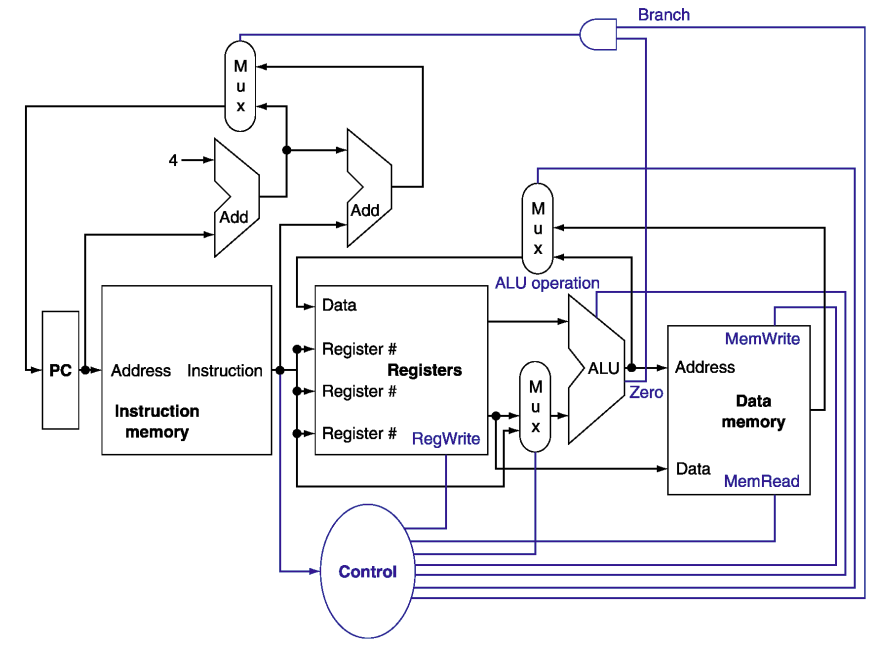 Branch
M
u
x
4
Add
Add
M
u
x
ALU operation
Data
PC
Address
Instruction
Register #
Registers
Instruction
memory
Register #
Register #
RegWrite
M
u
x
ALU
Zero
MemWrite
Address
Data
memory
Data
MemRead
Control